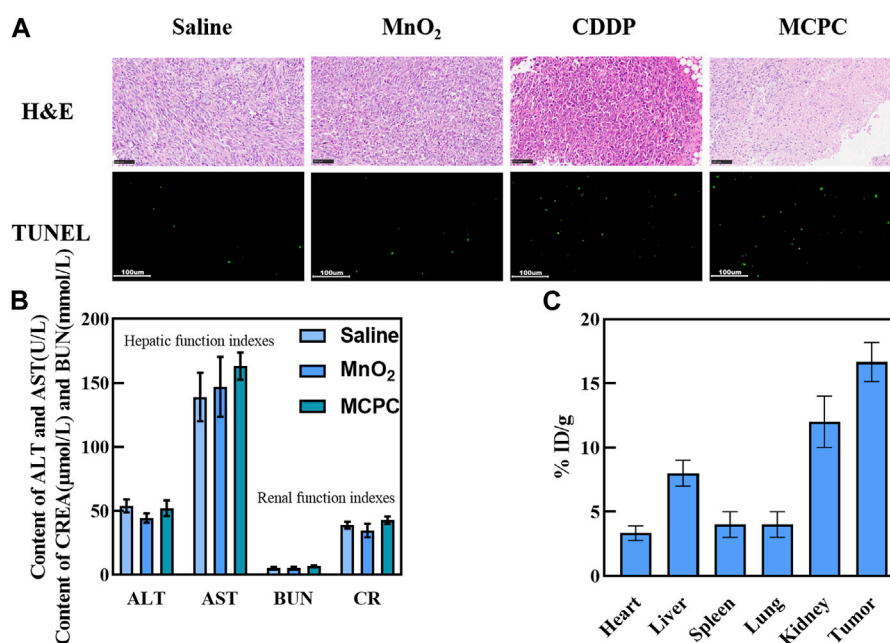 A
Saline
MnO₂
CDDP
MCPC
H&E
TUNEL
100um
100um
100um
100um
B
Content of ALT and AST(U/L)
Content of CREA(μmol/L) and BUN(mmol/L)
200
150
100
50
0
Hepatic function indexes
Saline
MnO₂
MCPC
Renal function indexes
ALT
AST
BUN
CR
C
% ID/g
20
15
10
5
0
Heart
Liver
Spleen
Lung
Kidney
Tumor